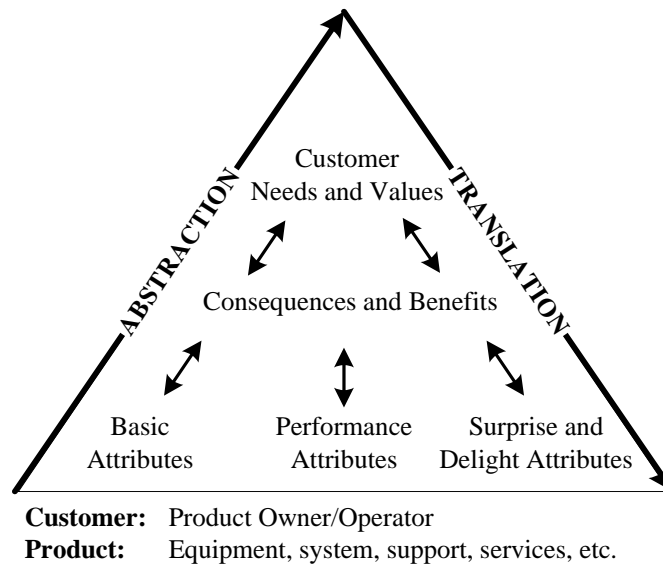 ABSTRACTION
TRANSLATION
Customer
Needs and Values
Consequences and Benefits
Basic
Attributes
Performance
Attributes
Surprise and
Delight Attributes
Customer: Product Owner/Operator
Product: Equipment, system, support, services, etc.